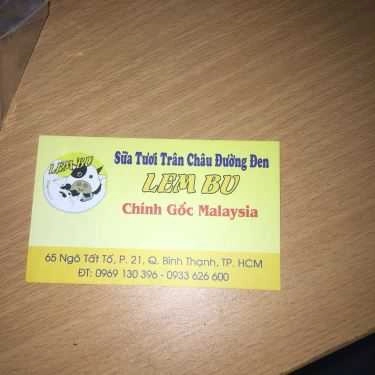 LEM BU
Sữa Tươi Trân Châu Đường Đen
LEM BU
Chính Gốc Malaysia
65 Ngô Tất Tố, P. 21, Q. Bình Thạnh, TP. HCM
ĐT: 0969 130 396 - 0933 626 600